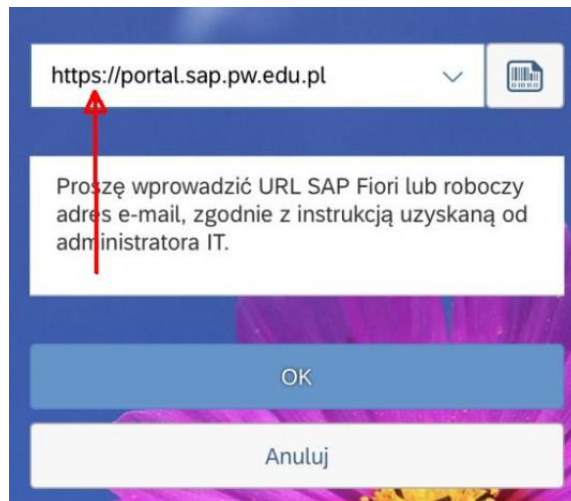 https://portal.sap.pw.edu.pl
Proszę wprowadzić URL SAP Fiori lub roboczy
adres e-mail, zgodnie z instrukcją uzyskaną od
administratora IT.
OK
Anuluj